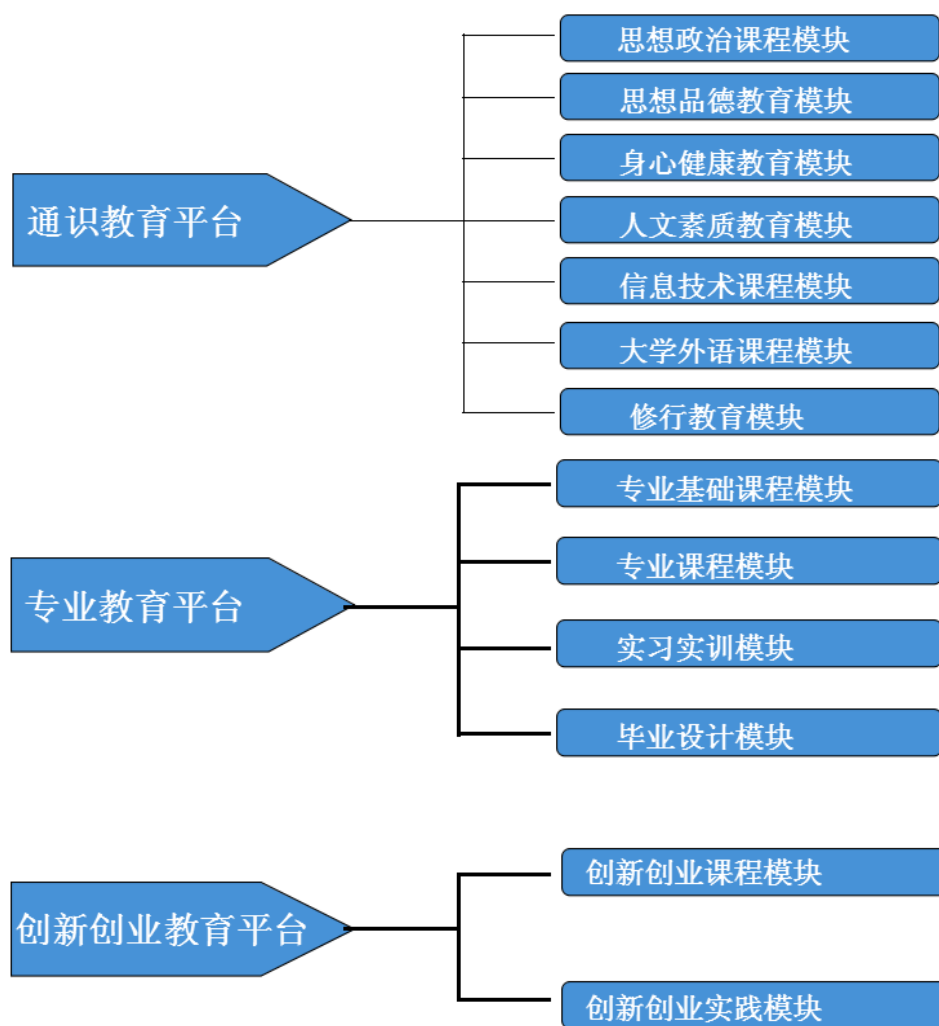 通识教育平台
思想政治课程模块
思想品德教育模块
身心健康教育模块
人文素质教育模块
信息技术课程模块
大学外语课程模块
修行教育模块
专业教育平台
专业基础课程模块
专业课程模块
实习实训模块
毕业设计模块
创新创业教育平台
创新创业课程模块
创新创业实践模块